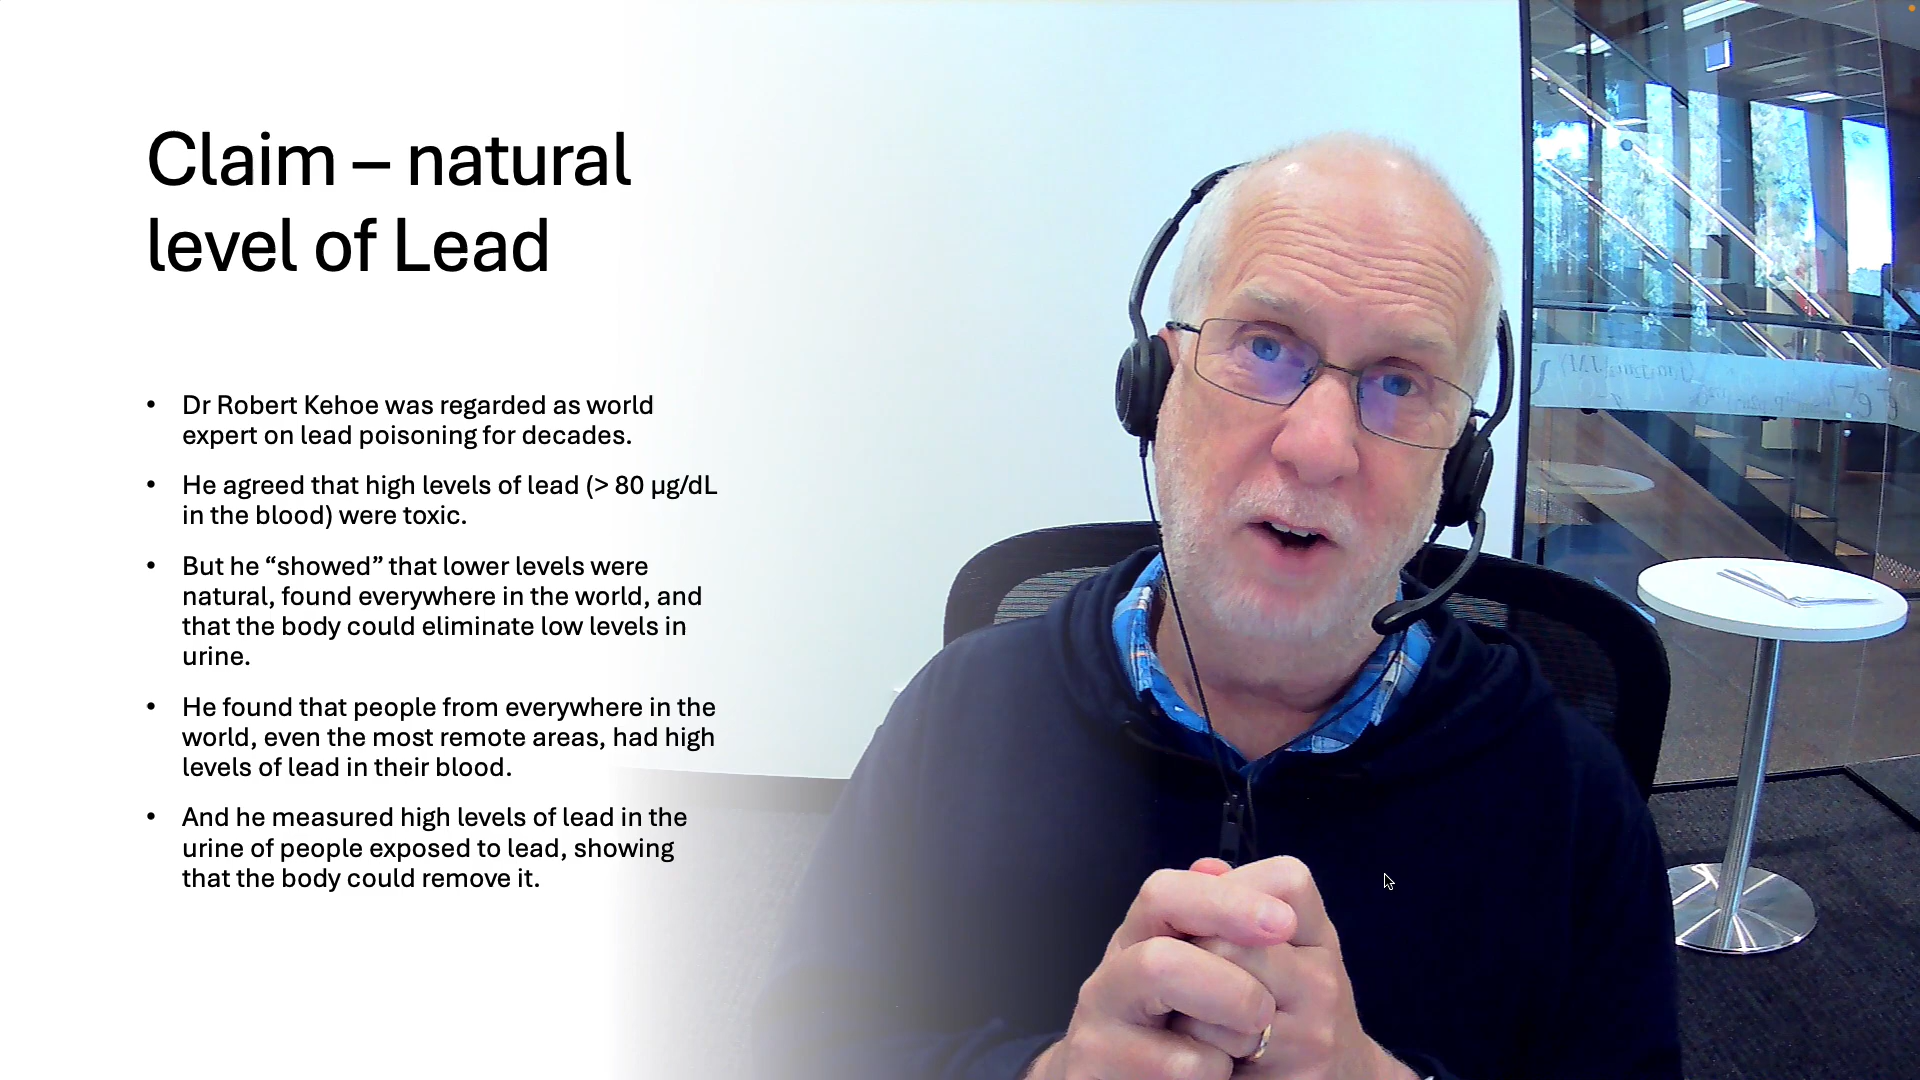 Claim – natural
level of Lead
• Dr Robert Kehoe was regarded as world
expert on lead poisoning for decades.
• He agreed that high levels of lead (> 80 µg/dL
in the blood) were toxic.
• But he “showed” that lower levels were
natural, found everywhere in the world, and
that the body could eliminate low levels in
urine.
• He found that people from everywhere in the
world, even the most remote areas, had high
levels of lead in their blood.
• And he measured high levels of lead in the
urine of people exposed to lead, showing
that the body could remove it.